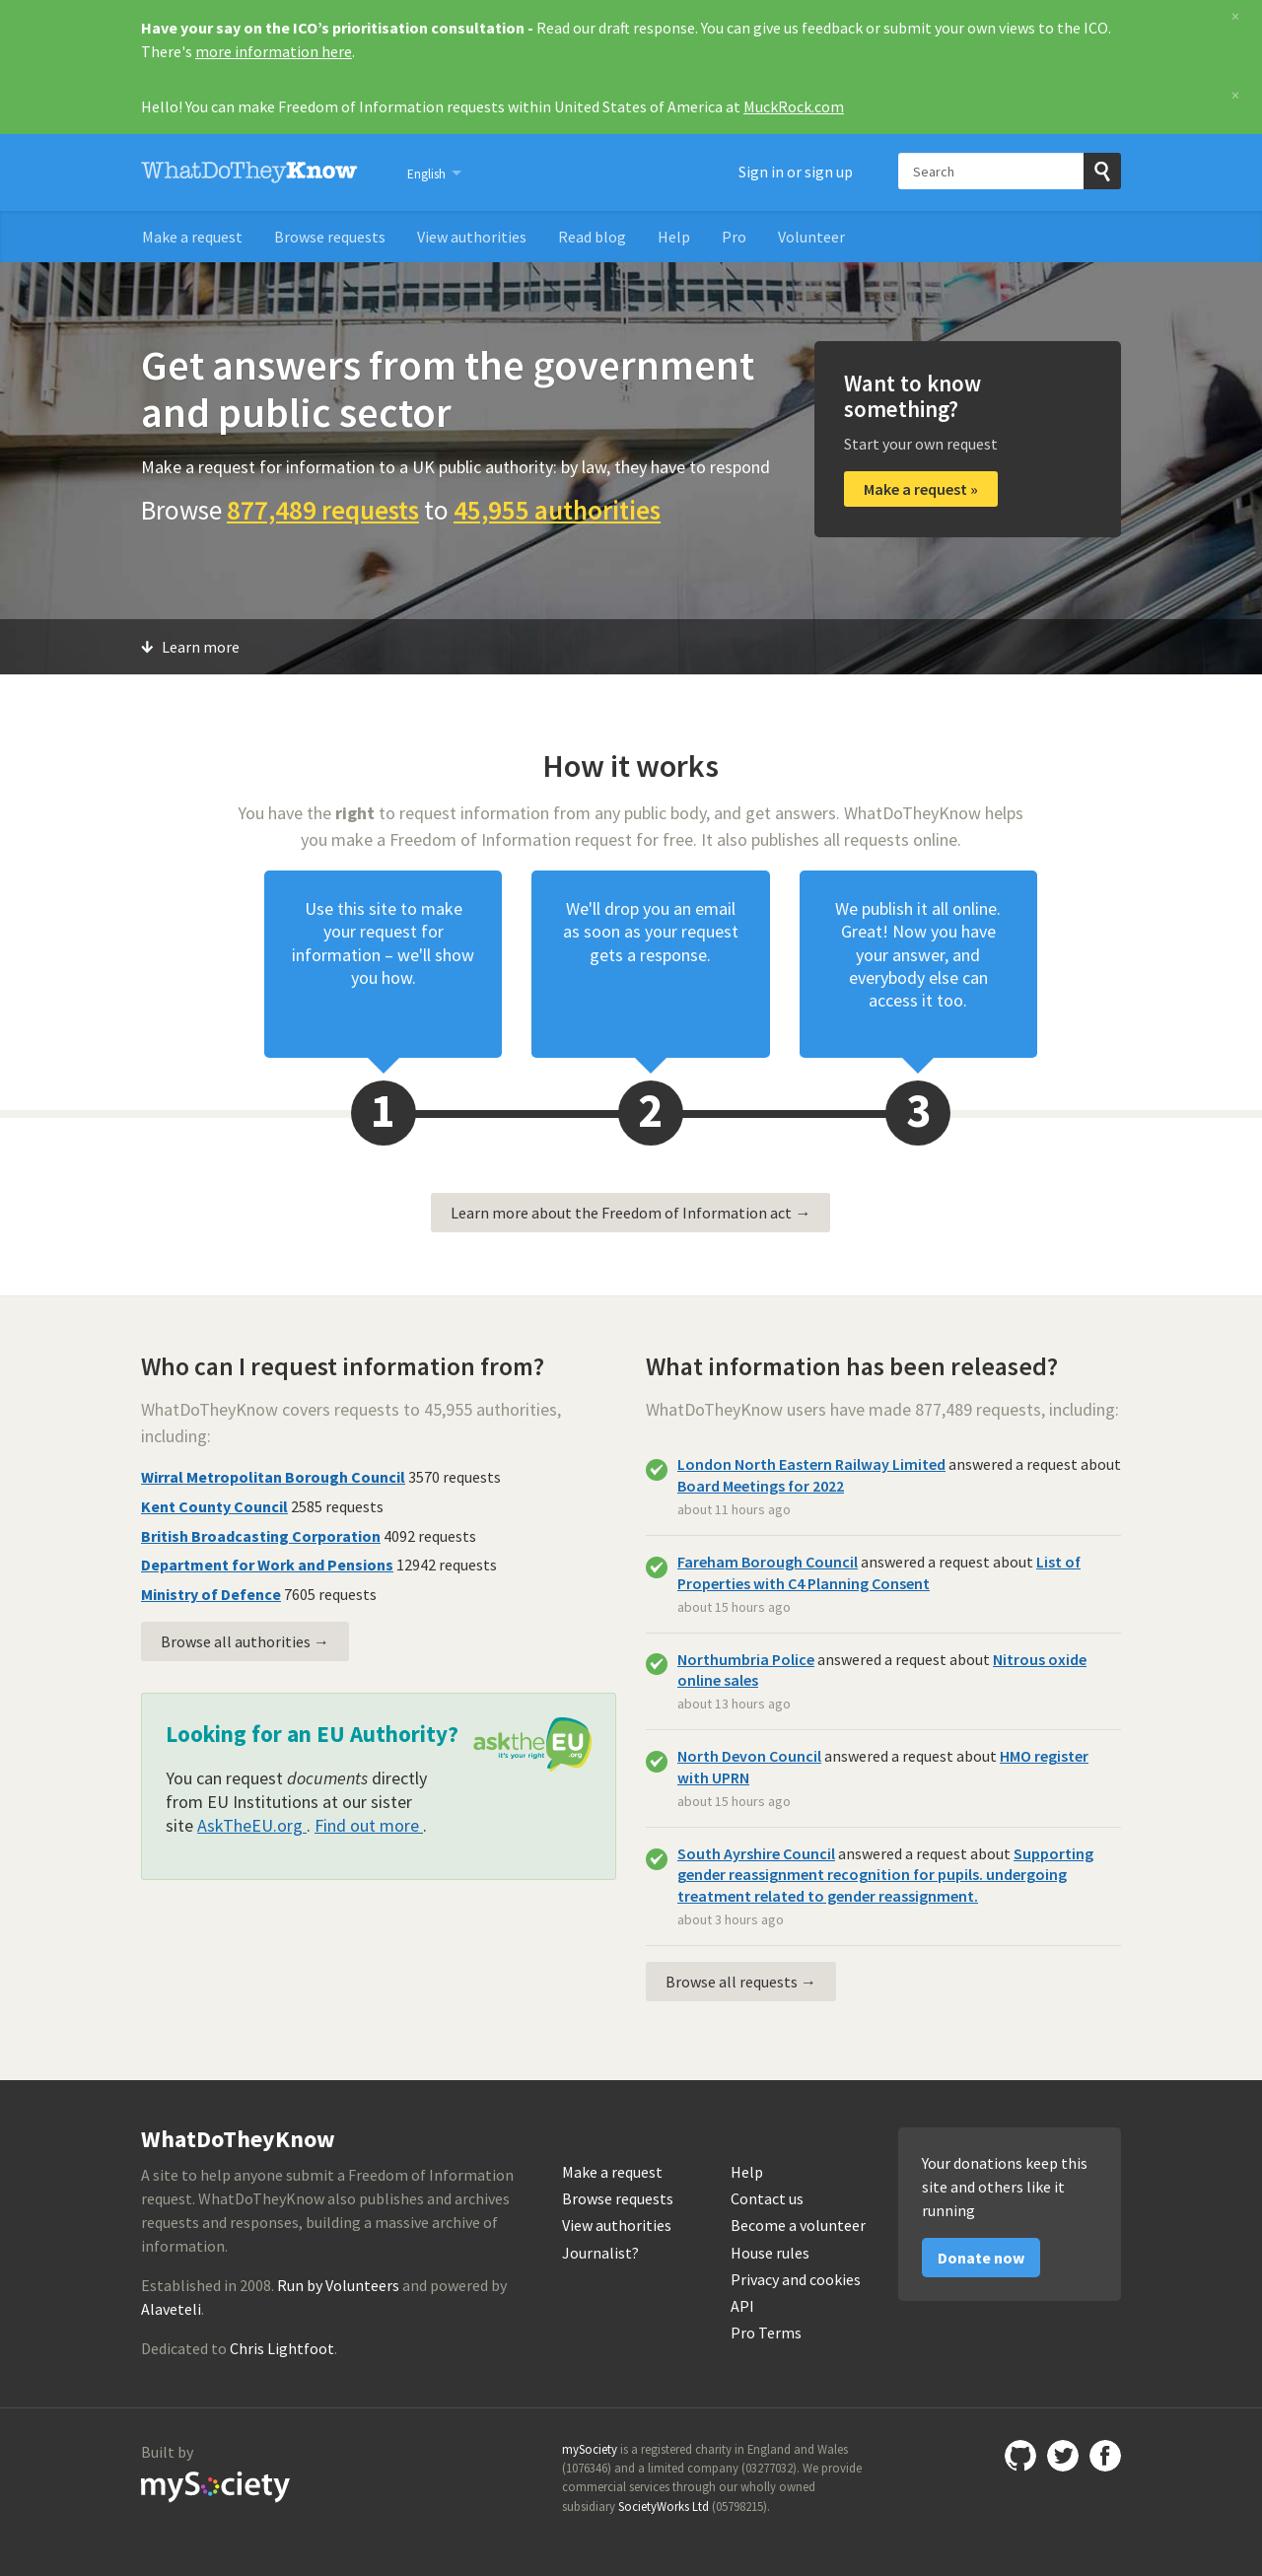 Have your say on the ICO’s prioritisation consultation - Read our draft response. You can give us feedback or submit your own views to the ICO.
There's more information here.
×
Hello! You can make Freedom of Information requests within United States of America at MuckRock.com
×
WhatDoTheyKnow
English
Sign in or sign up
Search
Make a request
Browse requests
View authorities
Read blog
Help
Pro
Volunteer
Get answers from the government
and public sector
Make a request for information to a UK public authority: by law, they have to respond
Browse 877,489 requests to 45,955 authorities
Want to know
something?
Start your own request
Make a request »
Learn more
How it works
You have the right to request information from any public body, and get answers. WhatDoTheyKnow helps
you make a Freedom of Information request for free. It also publishes all requests online.
Use this site to make
your request for
information – we'll show
you how.
We'll drop you an email
as soon as your request
gets a response.
We publish it all online.
Great! Now you have
your answer, and
everybody else can
access it too.
1
2
3
Learn more about the Freedom of Information act →
Who can I request information from?
WhatDoTheyKnow covers requests to 45,955 authorities,
including:
Wirral Metropolitan Borough Council 3570 requests
Kent County Council 2585 requests
British Broadcasting Corporation 4092 requests
Department for Work and Pensions 12942 requests
Ministry of Defence 7605 requests
Browse all authorities →
Looking for an EU Authority?
asktheEU.org
it's your right
You can request documents directly
from EU Institutions at our sister
site AskTheEU.org . Find out more .
What information has been released?
WhatDoTheyKnow users have made 877,489 requests, including:
London North Eastern Railway Limited answered a request about
Board Meetings for 2022
about 11 hours ago
Fareham Borough Council answered a request about List of
Properties with C4 Planning Consent
about 15 hours ago
Northumbria Police answered a request about Nitrous oxide
online sales
about 13 hours ago
North Devon Council answered a request about HMO register
with UPRN
about 15 hours ago
South Ayrshire Council answered a request about Supporting
gender reassignment recognition for pupils. undergoing
treatment related to gender reassignment.
about 3 hours ago
Browse all requests →
WhatDoTheyKnow
A site to help anyone submit a Freedom of Information
request. WhatDoTheyKnow also publishes and archives
requests and responses, building a massive archive of
information.
Established in 2008. Run by Volunteers and powered by
Alaveteli.
Dedicated to Chris Lightfoot.
Make a request
Browse requests
View authorities
Journalist?
Help
Contact us
Become a volunteer
House rules
Privacy and cookies
API
Pro Terms
Your donations keep this
site and others like it
running
Donate now
Built by
mySociety
mySociety is a registered charity in England and Wales
(1076346) and a limited company (03277032). We provide
commercial services through our wholly owned
subsidiary SocietyWorks Ltd (05798215).